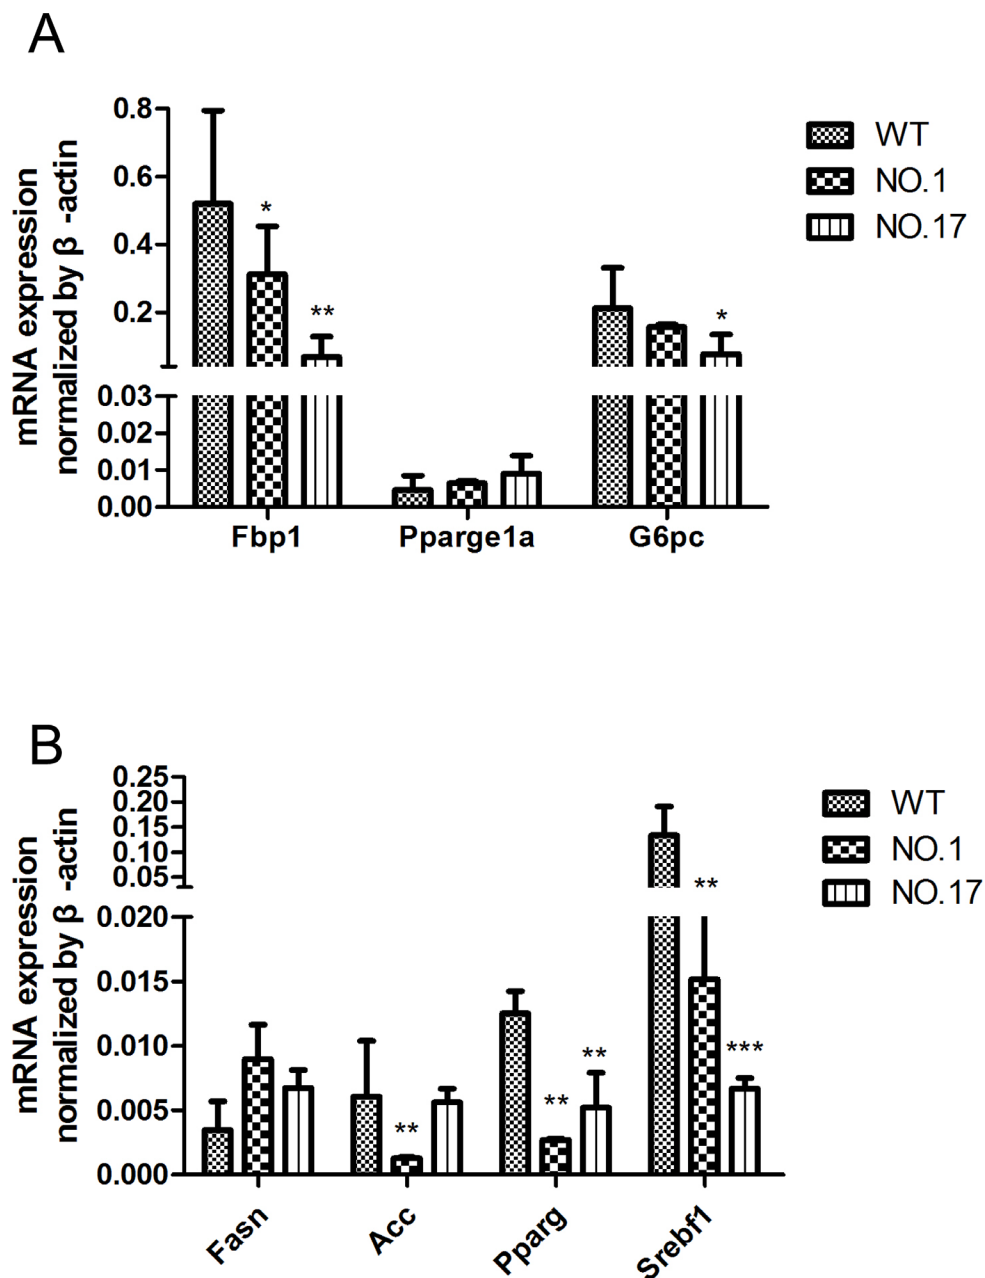 A
mRNA expression
normalized by β -actin
0.8
0.6
0.4
0.2
0.03
0.02
0.01
0.00
*
**
*
Fbp1
Pparge1a
G6pc
WT
NO.1
NO.17
B
mRNA expression
normalized by β -actin
0.25
0.20
0.15
0.10
0.05
0.020
0.015
0.010
0.005
0.000
**
**
**
**
***
Fasn
Acc
Pparg
Srebf1
WT
NO.1
NO.17